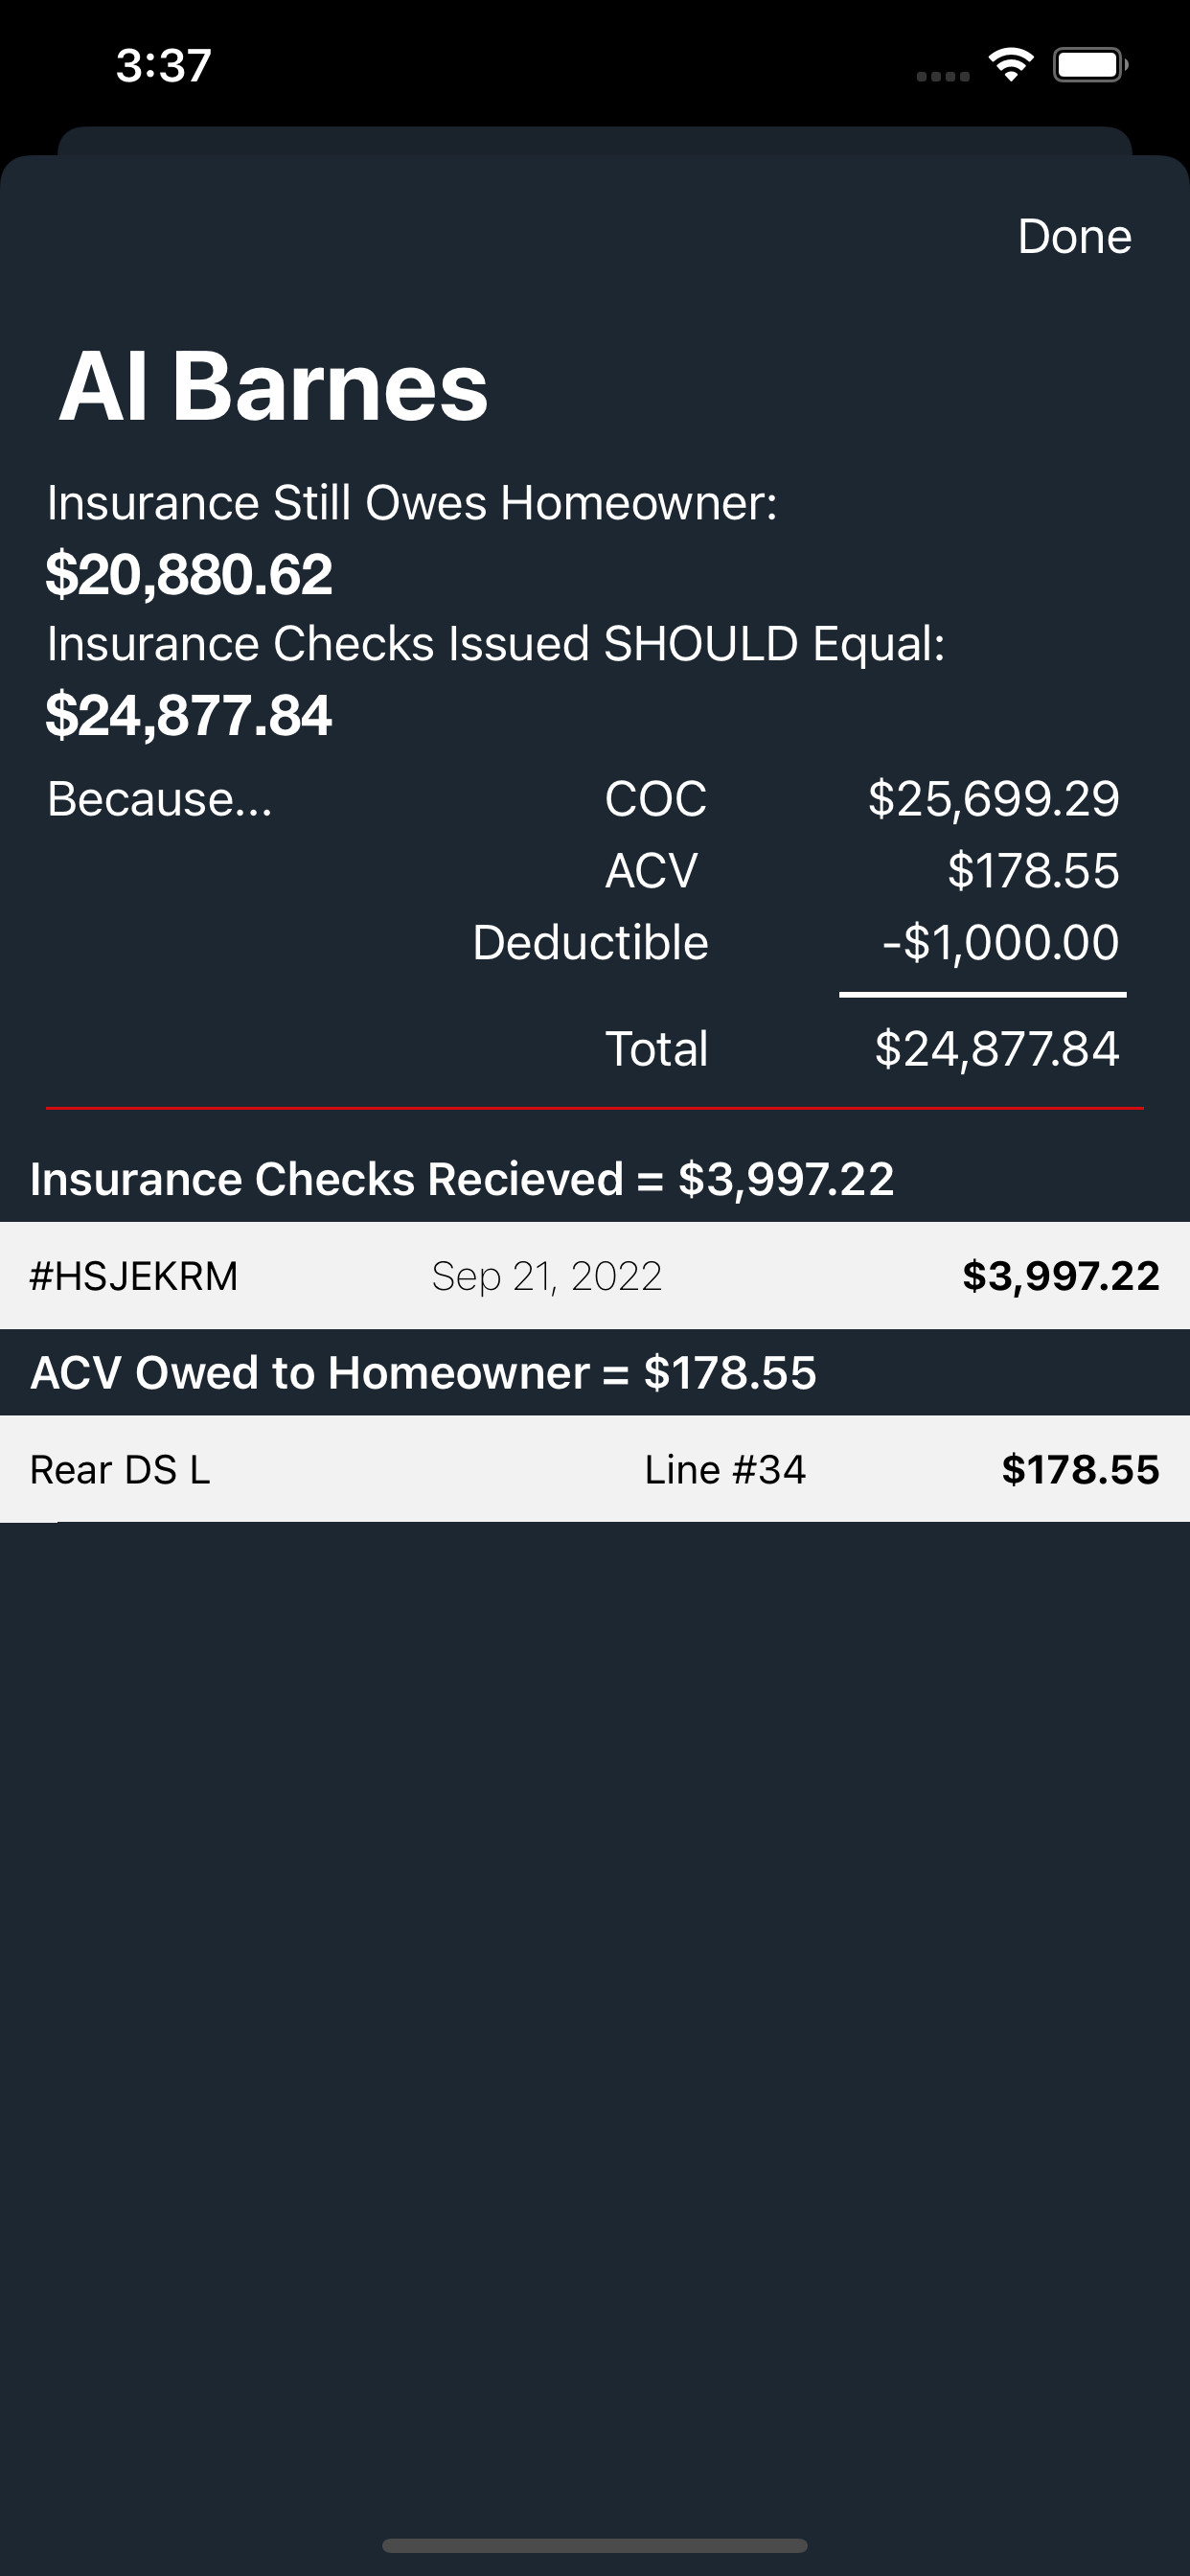 3:37
Done
Al Barnes
Insurance Still Owes Homeowner:
$20,880.62
Insurance Checks Issued SHOULD Equal:
$24,877.84
Because... COC $25,699.29
ACV $178.55
Deductible -$1,000.00
Total $24,877.84
Insurance Checks Recieved = $3,997.22
#HSJEKRM Sep 21, 2022 $3,997.22
ACV Owed to Homeowner = $178.55
Rear DS L Line #34 $178.55